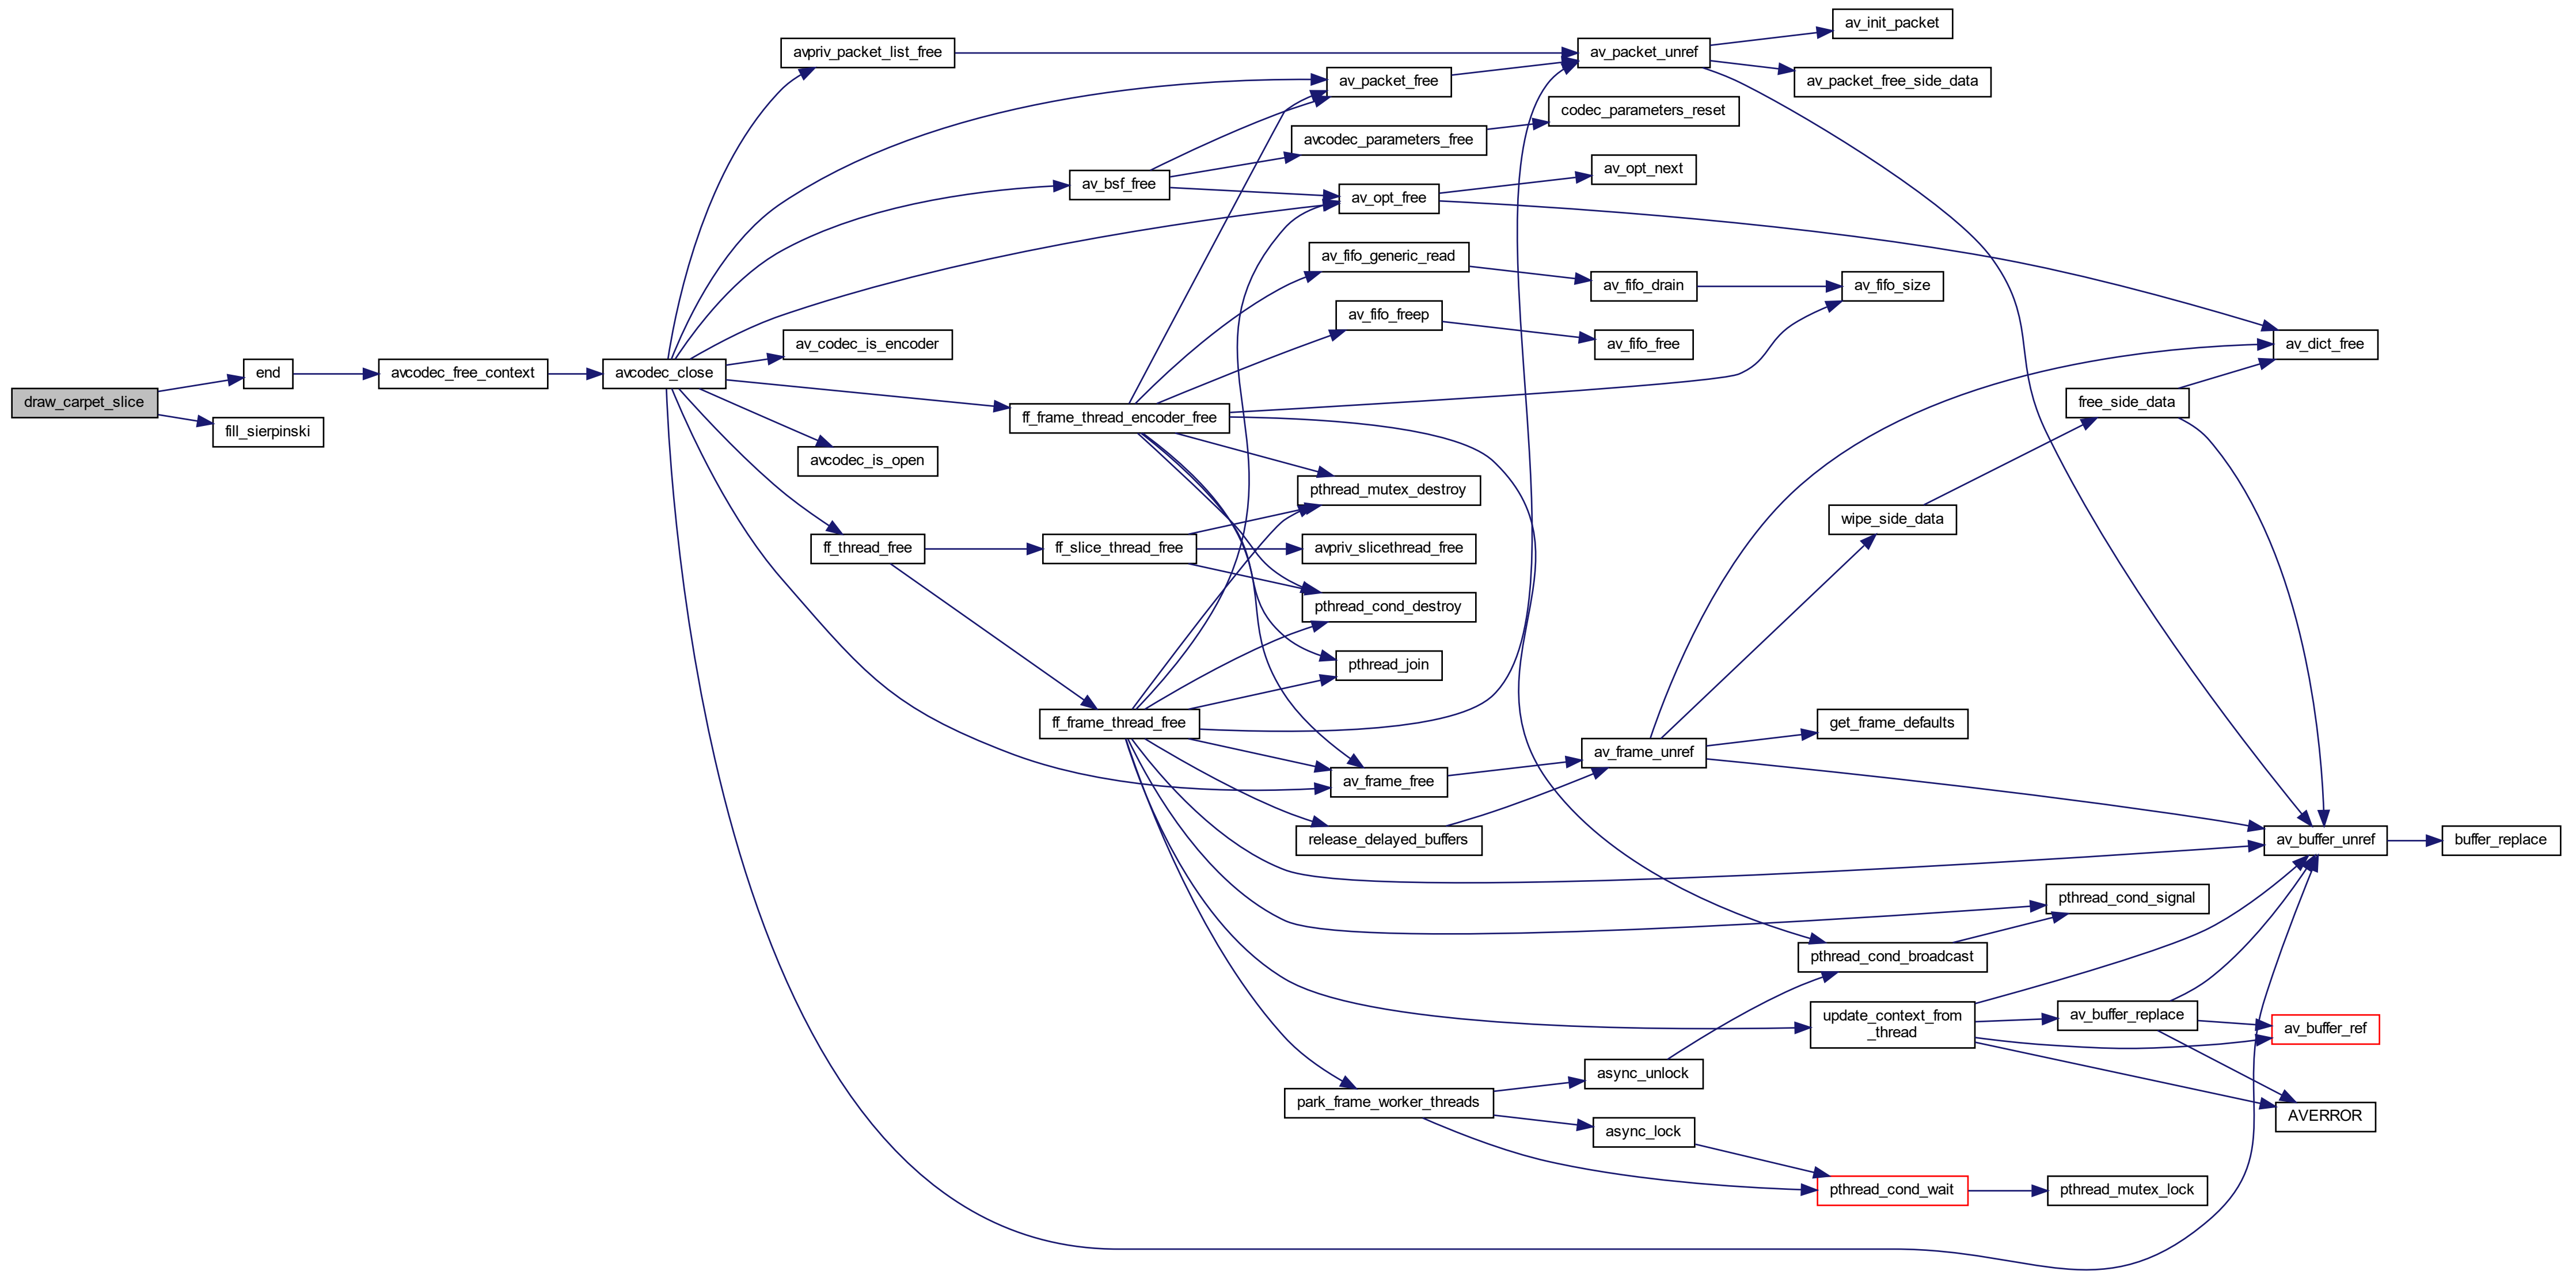 draw_carpet_slice
end
fill_sierpinski
avcodec_free_context
avcodec_close
avpriv_packet_list_free
av_codec_is_encoder
avcodec_is_open
ff_thread_free
av_bsf_free
ff_frame_thread_encoder_free
ff_slice_thread_free
ff_frame_thread_free
av_packet_free
avcodec_parameters_free
av_opt_free
av_fifo_generic_read
av_fifo_freep
pthread_mutex_destroy
avpriv_slicethread_free
pthread_cond_destroy
pthread_join
av_frame_free
release_delayed_buffers
park_frame_worker_threads
av_packet_unref
codec_parameters_reset
av_opt_next
av_fifo_drain
av_fifo_free
av_frame_unref
async_unlock
async_lock
av_init_packet
av_packet_free_side_data
av_fifo_size
wipe_side_data
get_frame_defaults
pthread_cond_broadcast
update_context_from
_thread
pthread_cond_wait
free_side_data
pthread_cond_signal
av_buffer_replace
pthread_mutex_lock
av_dict_free
av_buffer_unref
av_buffer_ref
AVERROR
buffer_replace